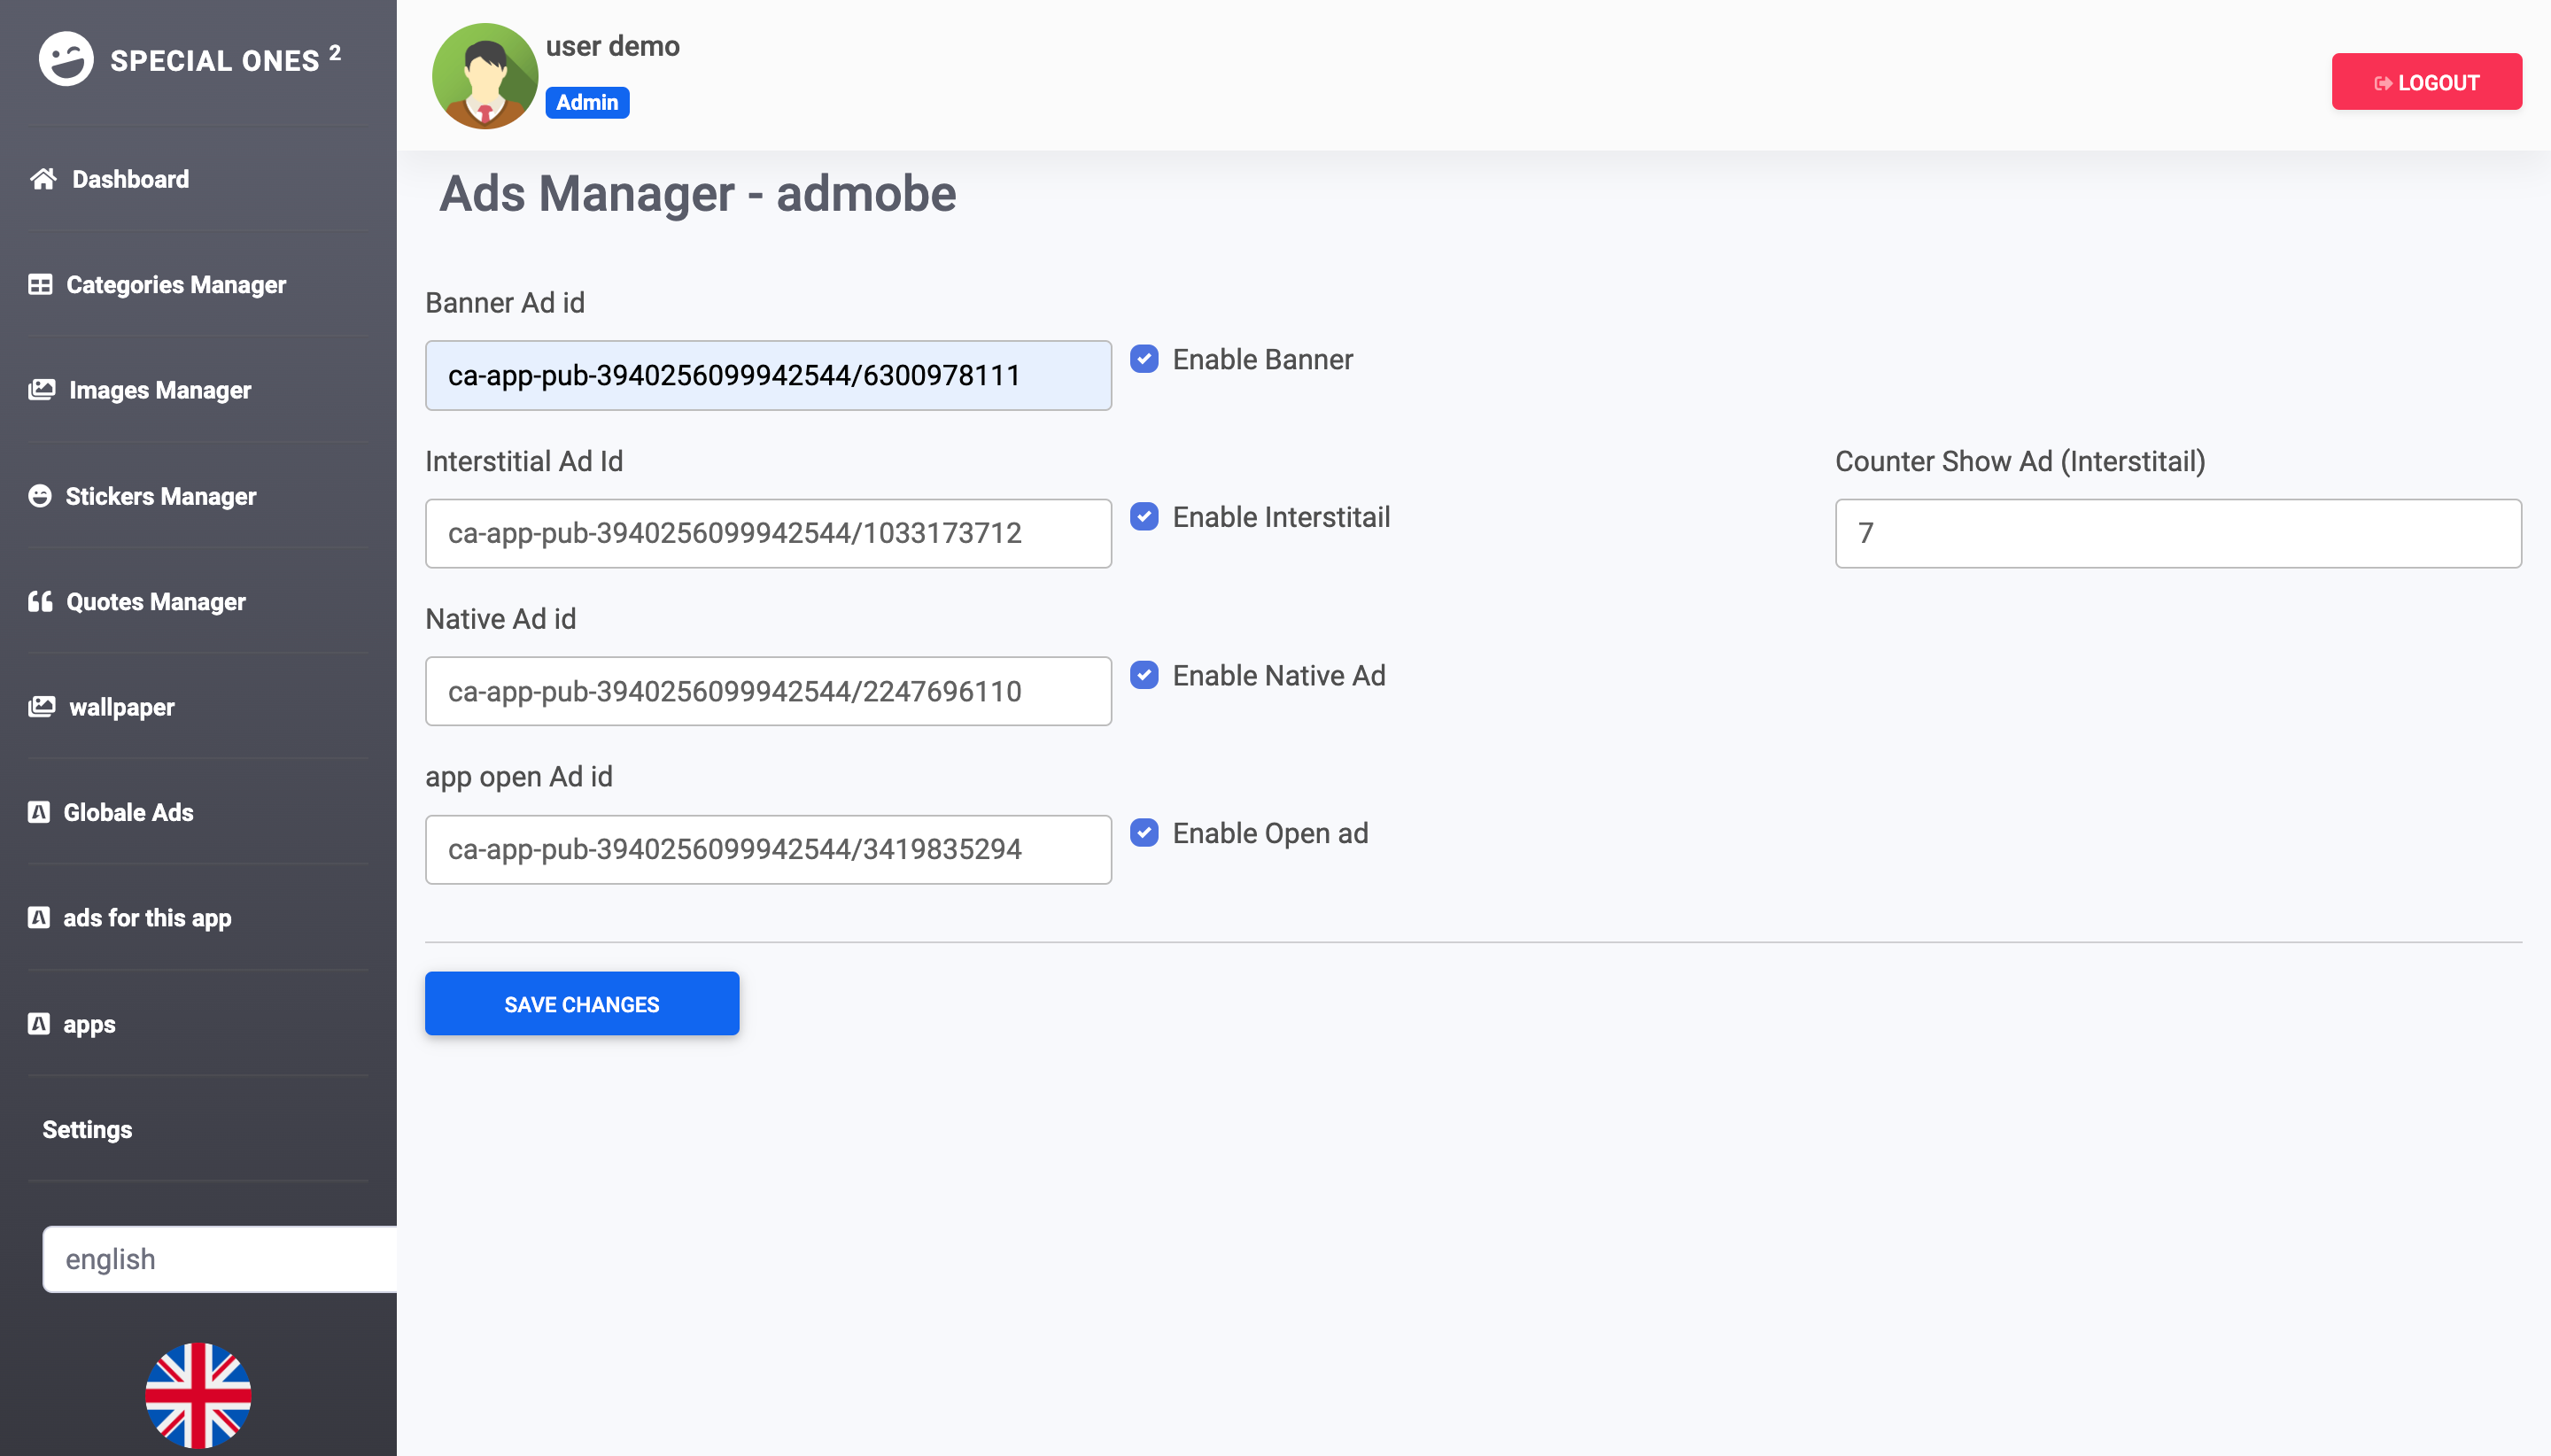 SPECIAL ONES 2
Dashboard
Categories Manager
Images Manager
Stickers Manager
Quotes Manager
wallpaper
Globale Ads
ads for this app
apps
Settings
english
user demo
Admin
LOGOUT
Ads Manager - admobe
Banner Ad id
ca-app-pub-3940256099942544/6300978111
Enable Banner
Interstitial Ad Id
Counter Show Ad (Interstitail)
ca-app-pub-3940256099942544/1033173712
Enable Interstitail
7
Native Ad id
ca-app-pub-3940256099942544/2247696110
Enable Native Ad
app open Ad id
ca-app-pub-3940256099942544/3419835294
Enable Open ad
SAVE CHANGES